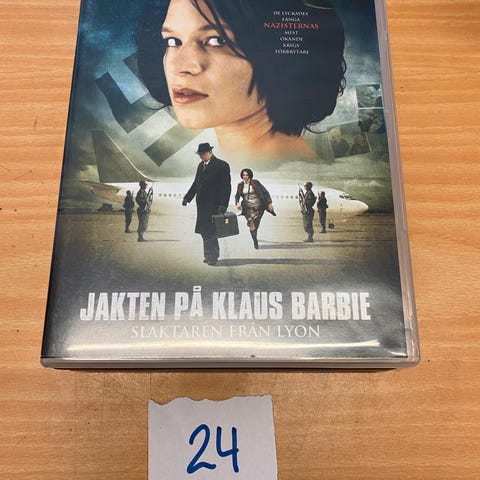 DE LYCKADES
FÅNGA
NAZISTERNAS
MEST
ÖKÄNDE
KRIGS-
FÖRBRYTARE
JAKTEN PÅ KLAUS BARBIE
SLAKTAREN FRÅN LYON
24